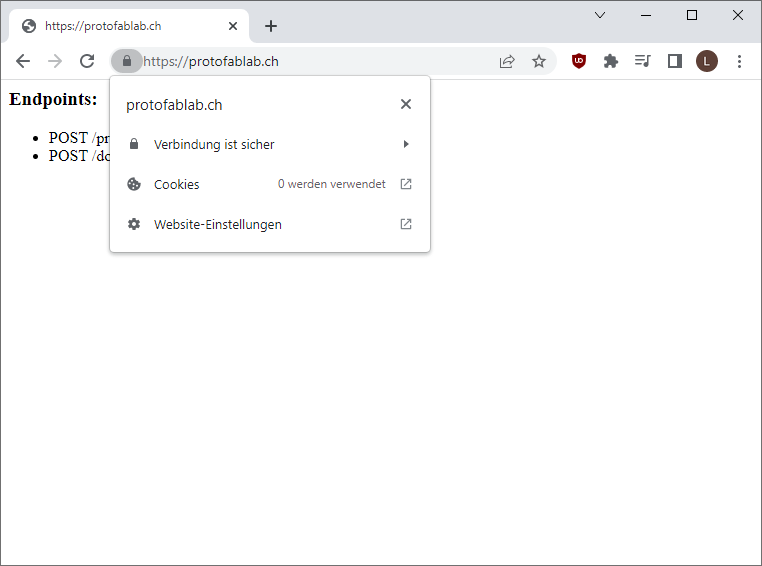 https://protofablab.ch
https://protofablab.ch
L
Endpoints:
POST /pr
POST /do
protofablab.ch
Verbindung ist sicher
Cookies 0 werden verwendet
Website-Einstellungen